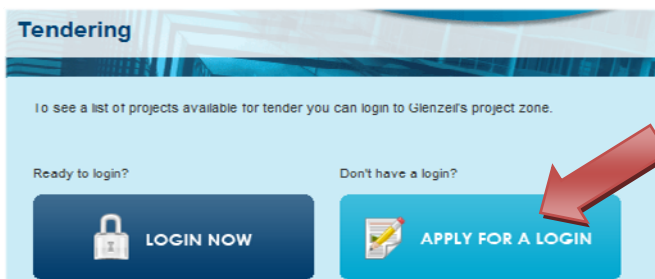 Tendering
To see a list of projects available for tender you can login to Glenzeil's project zone.
Ready to login? Don't have a login?
LOGIN NOW APPLY FOR A LOGIN